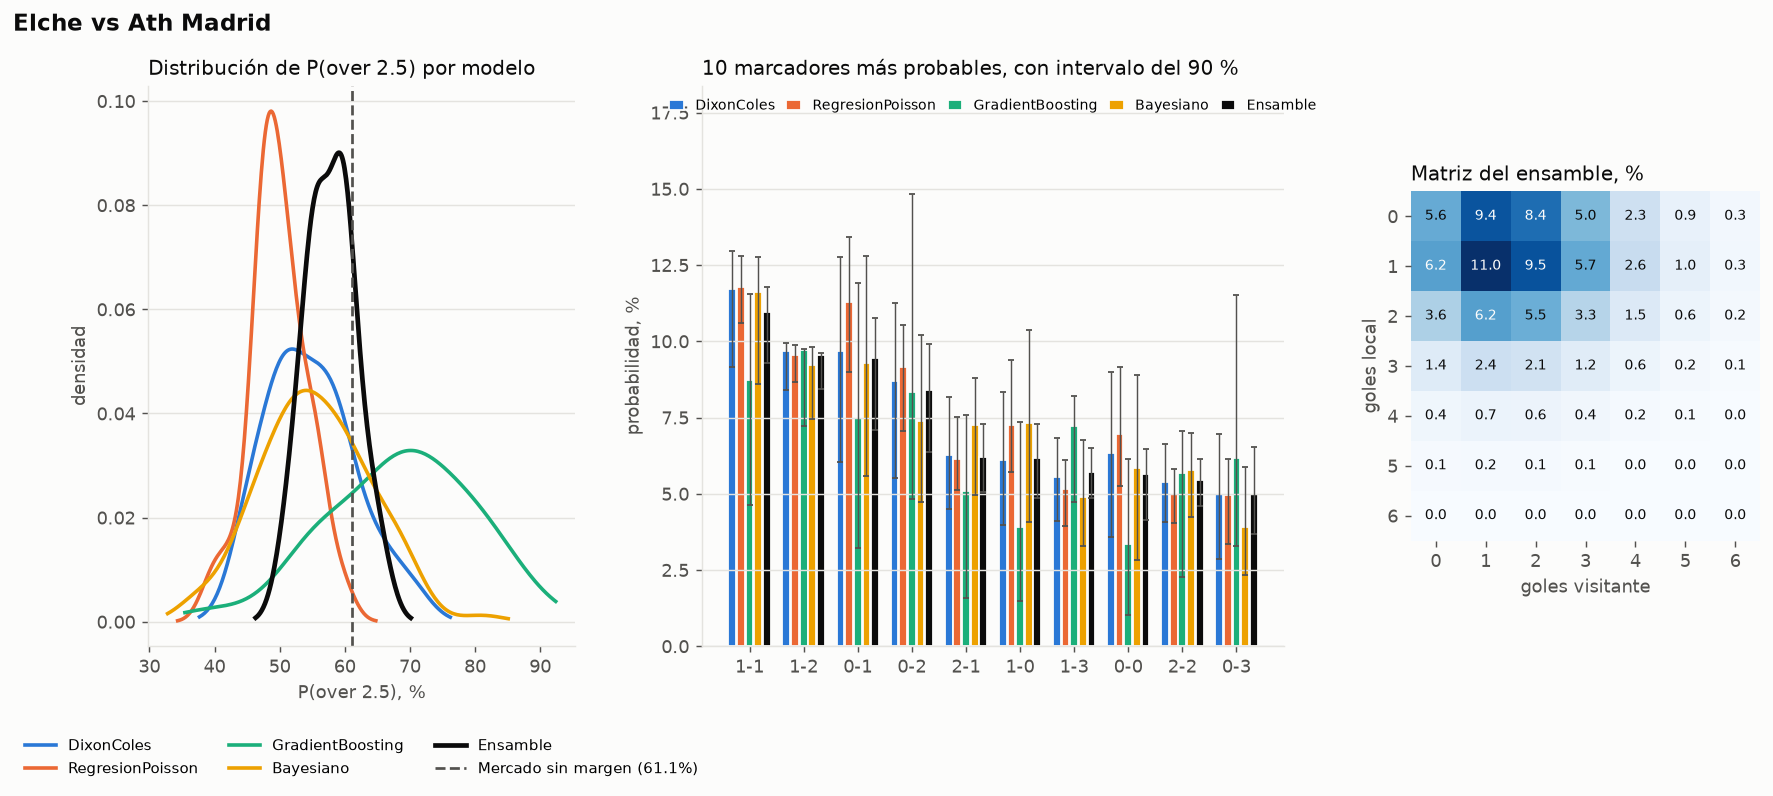 Elche vs Ath Madrid
Distribución de P(over 2.5) por modelo
0.10
0.08
0.06
0.04
0.02
0.00
densidad
30 40 50 60 70 80 90
P(over 2.5), %
DixonColes GradientBoosting Ensamble
RegresionPoisson Bayesiano Mercado sin margen (61.1%)
10 marcadores más probables, con intervalo del 90 %
DixonColes RegresionPoisson GradientBoosting Bayesiano Ensamble
17.5
15.0
12.5
10.0
7.5
5.0
2.5
0.0
probabilidad, %
1-1 1-2 0-1 0-2 2-1 1-0 1-3 0-0 2-2 0-3
Matriz del ensamble, %
0 5.6 9.4 8.4 5.0 2.3 0.9 0.3
1 6.2 11.0 9.5 5.7 2.6 1.0 0.3
2 3.6 6.2 5.5 3.3 1.5 0.6 0.2
3 1.4 2.4 2.1 1.2 0.6 0.2 0.1
4 0.4 0.7 0.6 0.4 0.2 0.1 0.0
5 0.1 0.2 0.1 0.1 0.0 0.0 0.0
6 0.0 0.0 0.0 0.0 0.0 0.0 0.0
goles local
0 1 2 3 4 5 6
goles visitante